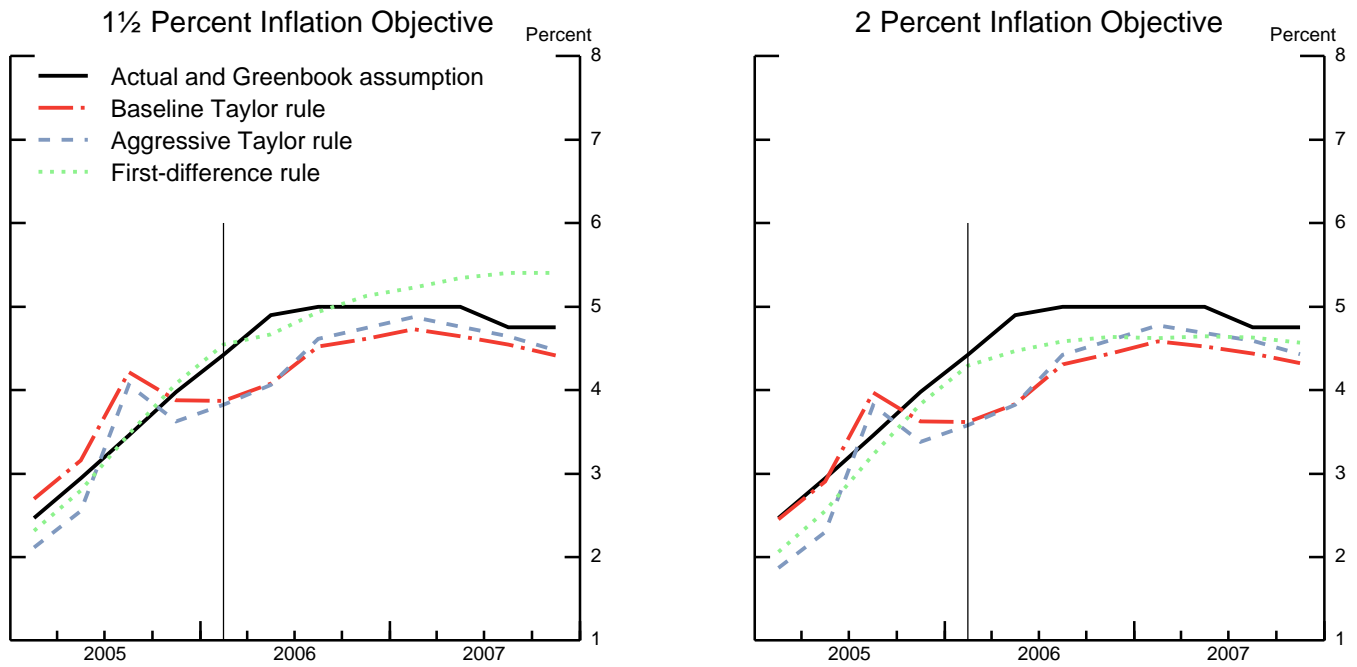 1½ Percent Inflation Objective
Percent
8
Actual and Greenbook assumption
Baseline Taylor rule
Aggressive Taylor rule
First-difference rule
7
6
5
4
3
2
1
2005 2006 2007
2 Percent Inflation Objective
Percent
8
7
6
5
4
3
2
1
2005 2006 2007